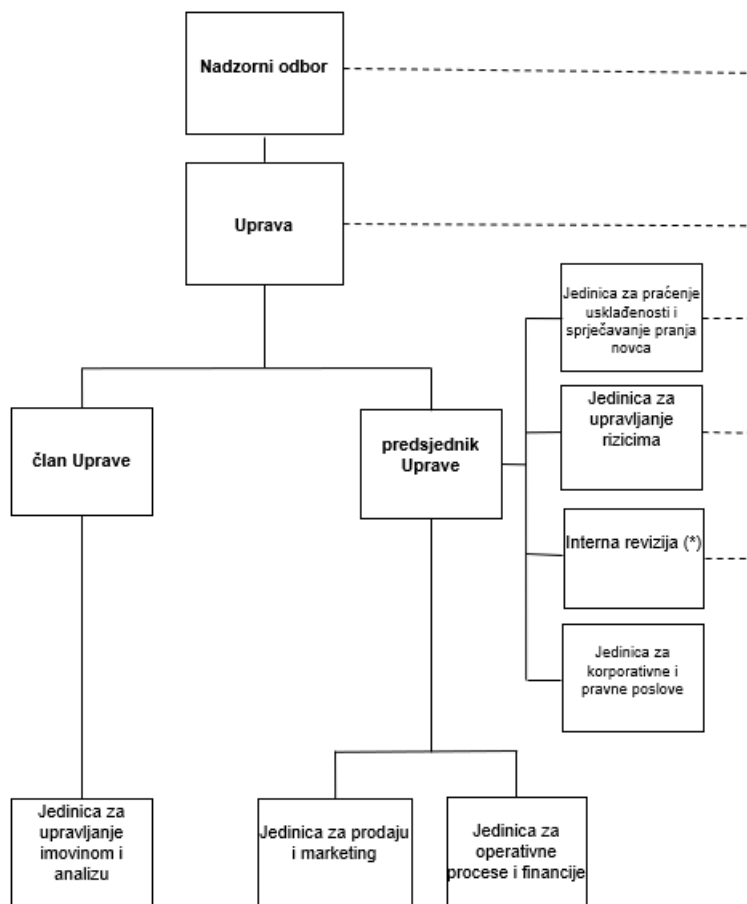 Nadzorni odbor
Uprava
Jedinica za praćenje
usklađenosti i
sprječavanje pranja
novca
Jedinica za
upravljanje
rizicima
član Uprave
predsjednik
Uprave
Interna revizija (*)
Jedinica za
korporativne i
pravne poslove
Jedinica za
upravljanje
imovinom i
analizu
Jedinica za prodaju
i marketing
Jedinica za
operativne
procese i financije